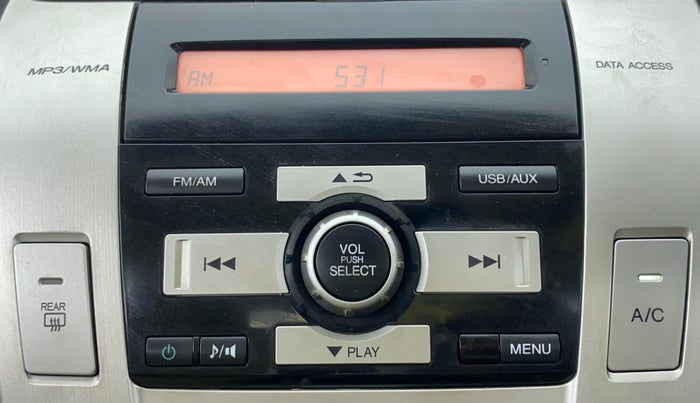 MP3/WMA
AM 531
DATA ACCESS
FM/AM
USB/AUX
VOL
PUSH
SELECT
REAR
A/C
PLAY
MENU